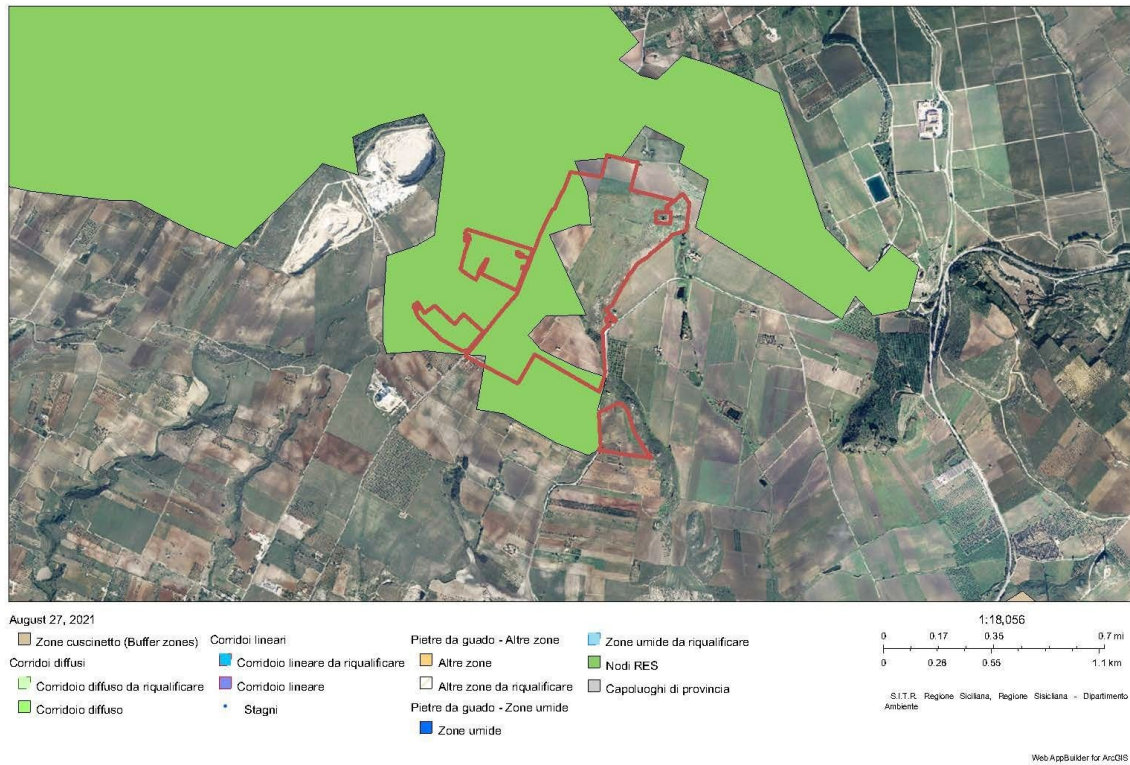 August 27, 2021
Zone cuscinetto (Buffer zones)
Corridoi diffusi
Corridoio diffuso da riqualificare
Corridoio diffuso
Corridoi lineari
Corridoio lineare da riqualificare
Corridoio lineare
Stagni
Pietre da guado - Altre zone
Altre zone
Altre zone da riqualificare
Pietre da guado - Zone umide
Zone umide
Zone umide da riqualificare
Nodi RES
Capoluoghi di provincia
1:18,056
0 0.17 0.35 0.7 mi
0 0.26 0.55 1.1 km
S.I.T.R. Regione Siciliana, Regione Sisiciliana - Dipartimento
Ambiente
Web AppBuilder for ArcGIS